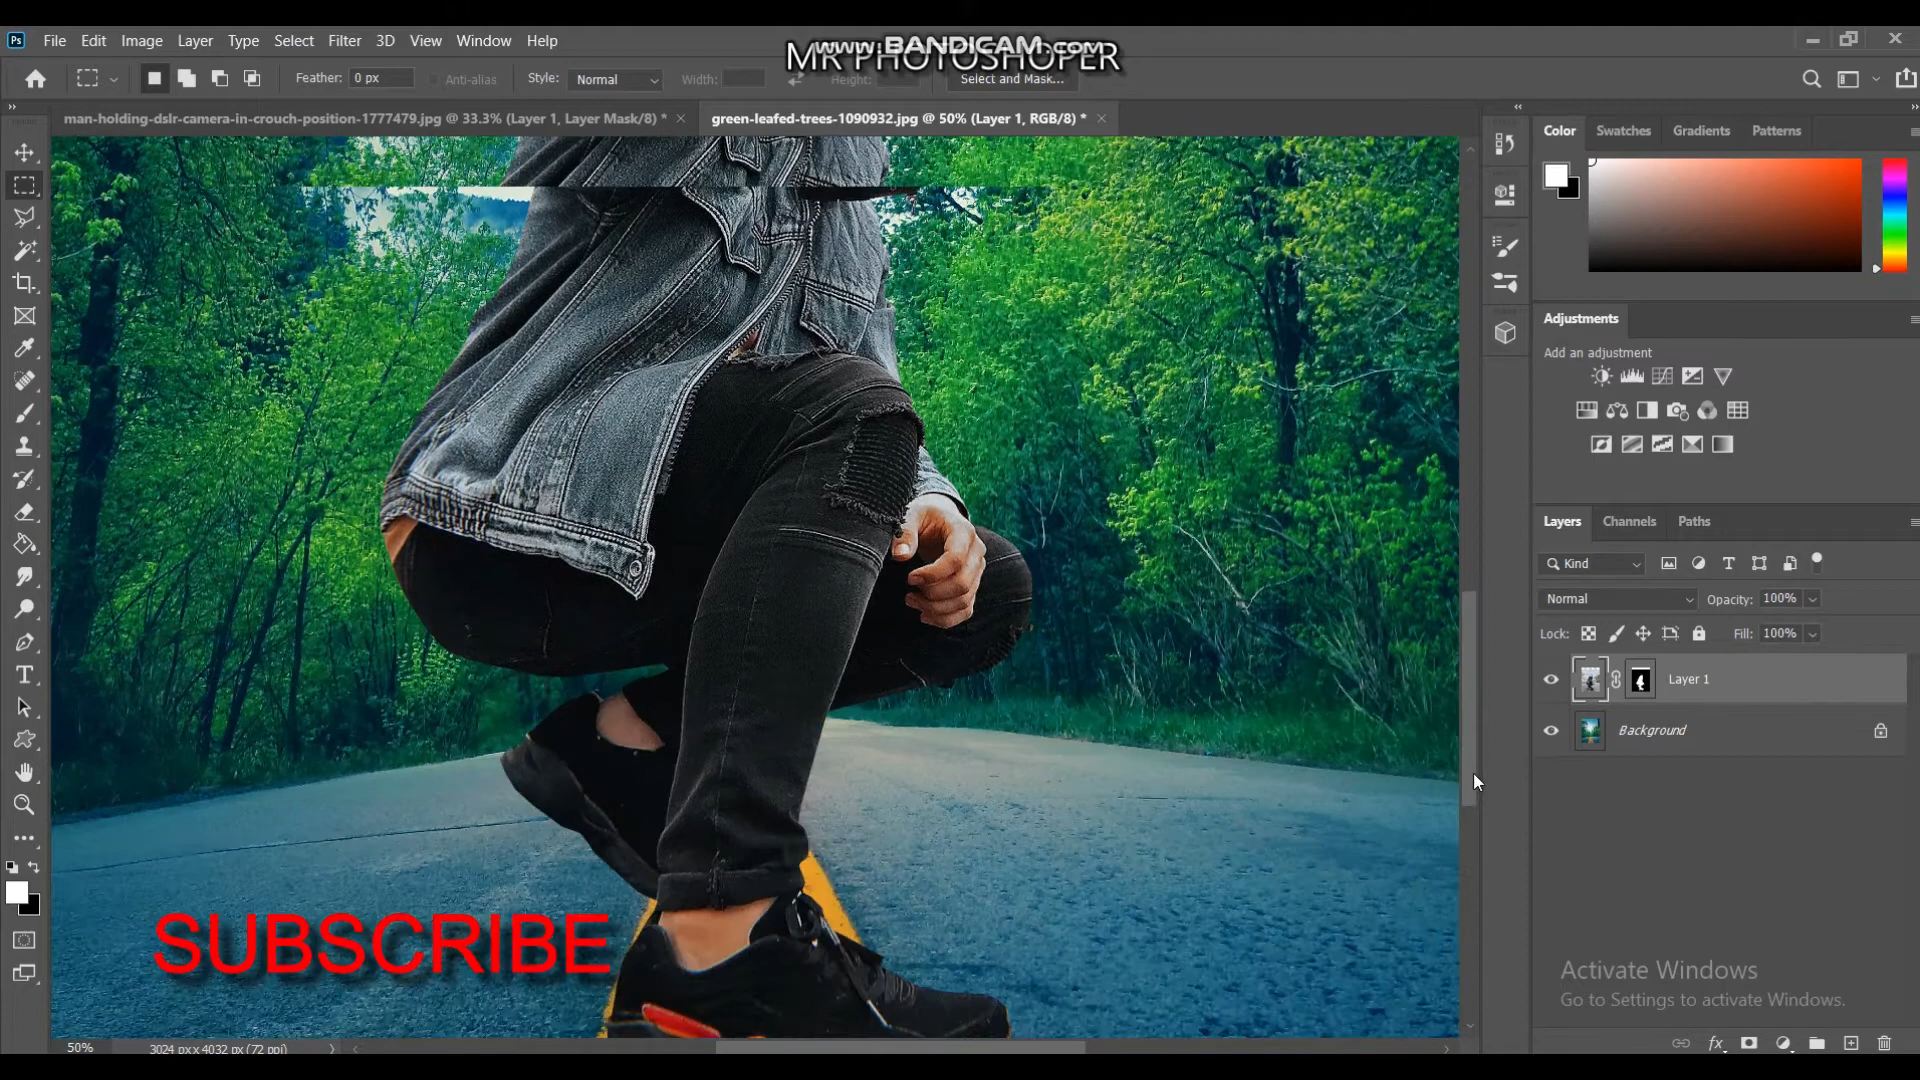 Ps File Edit Image Layer Type Select Filter 3D View Window Help
www.BANDICAM.com
MR PHOTOSHOPER
Feather: 0 px Anti-alias Style: Normal Width: Height: Select and Mask...
man-holding-dslr-camera-in-crouch-position-1777479.jpg @ 33.3% (Layer 1, Layer Mask/8) * green-leafed-trees-1090932.jpg @ 50% (Layer 1, RGB/8) *
Color Swatches Gradients Patterns
Adjustments
Add an adjustment
Layers Channels Paths
Kind
Normal Opacity: 100%
Lock: Fill: 100%
Layer 1
Background
SUBSCRIBE
Activate Windows
Go to Settings to activate Windows.
50% 3024 px x 4032 px (72 ppi)
fx